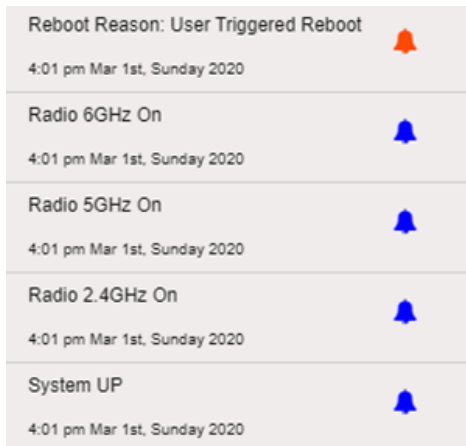 Reboot Reason: User Triggered Reboot
4:01 pm Mar 1st, Sunday 2020
Radio 6GHz On
4:01 pm Mar 1st, Sunday 2020
Radio 5GHz On
4:01 pm Mar 1st, Sunday 2020
Radio 2.4GHz On
4:01 pm Mar 1st, Sunday 2020
System UP
4:01 pm Mar 1st, Sunday 2020